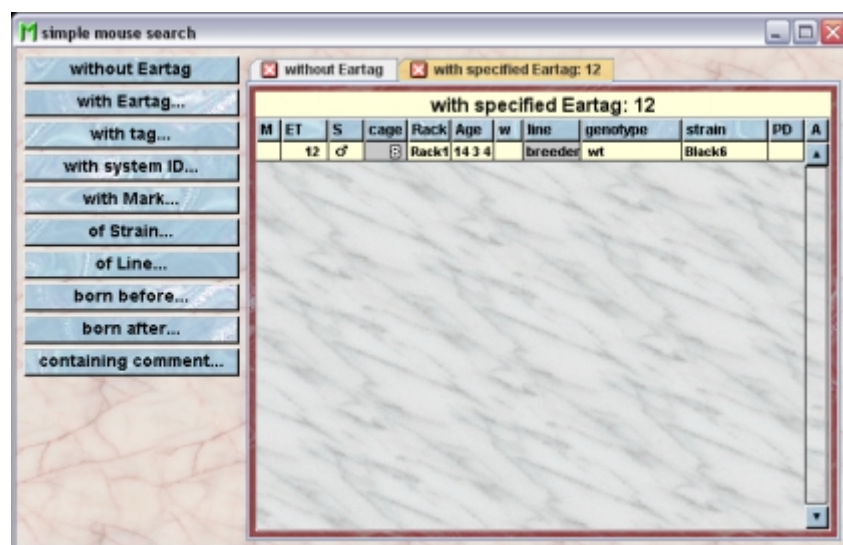 simple mouse search
without Eartag
with Eartag...
with tag...
with system ID...
with Mark...
of Strain...
of Line...
born before...
born after...
containing comment...
without Eartag with specified Eartag: 12
with specified Eartag: 12
M ET S cage Rack Age w line genotype strain PD A
12 ♂ Rack1 14 3 4 breeder wt Black6